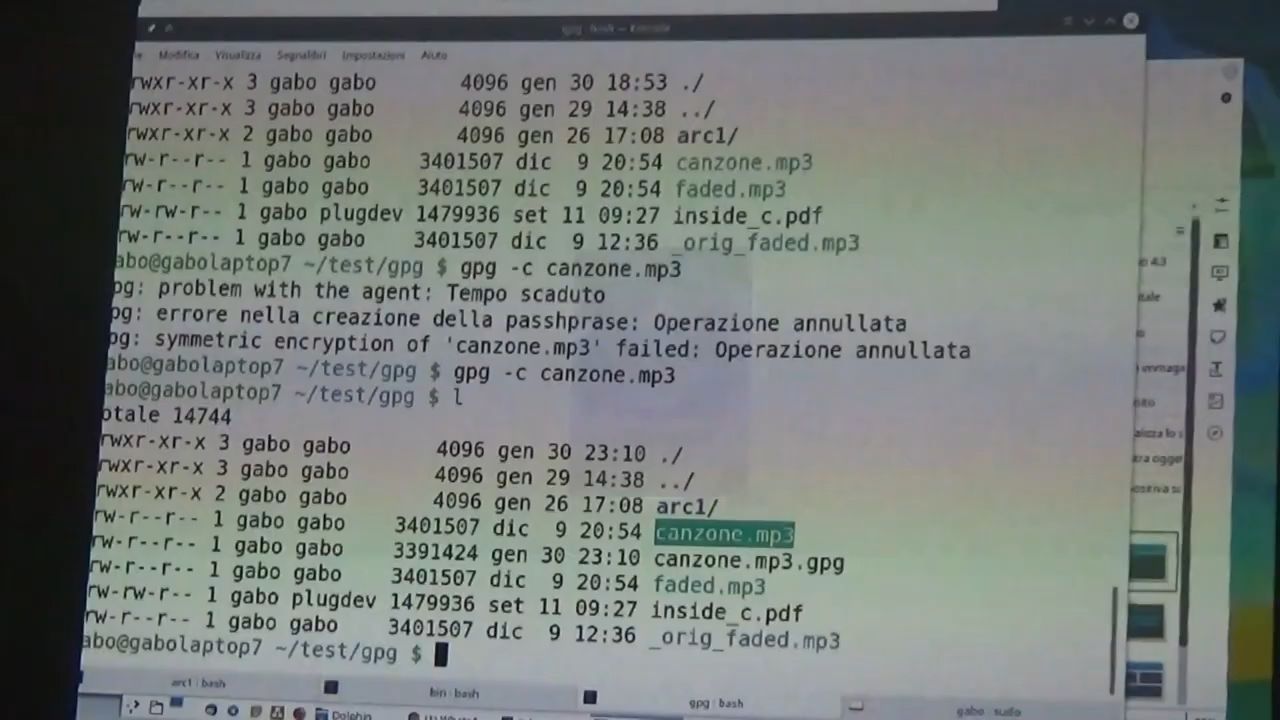 gpg : bash — Konsole
Modifica Visualizza Segnalibri Impostazioni Aiuto
rwxr-xr-x 3 gabo gabo 4096 gen 30 18:53 ./
rwxr-xr-x 3 gabo gabo 4096 gen 29 14:38 ../
rwxr-xr-x 2 gabo gabo 4096 gen 26 17:08 arc1/
rw-r--r-- 1 gabo gabo 3401507 dic 9 20:54 canzone.mp3
rw-r--r-- 1 gabo gabo 3401507 dic 9 20:54 faded.mp3
rw-rw-r-- 1 gabo plugdev 1479936 set 11 09:27 inside_c.pdf
rw-r--r-- 1 gabo gabo 3401507 dic 9 12:36 _orig_faded.mp3
abo@gabolaptop7 ~/test/gpg $ gpg -c canzone.mp3
pg: problem with the agent: Tempo scaduto
pg: errore nella creazione della passhprase: Operazione annullata
pg: symmetric encryption of 'canzone.mp3' failed: Operazione annullata
abo@gabolaptop7 ~/test/gpg $ gpg -c canzone.mp3
abo@gabolaptop7 ~/test/gpg $ l
otale 14744
rwxr-xr-x 3 gabo gabo 4096 gen 30 23:10 ./
rwxr-xr-x 3 gabo gabo 4096 gen 29 14:38 ../
rwxr-xr-x 2 gabo gabo 4096 gen 26 17:08 arc1/
rw-r--r-- 1 gabo gabo 3401507 dic 9 20:54 canzone.mp3
rw-r--r-- 1 gabo gabo 3391424 gen 30 23:10 canzone.mp3.gpg
rw-r--r-- 1 gabo gabo 3401507 dic 9 20:54 faded.mp3
rw-rw-r-- 1 gabo plugdev 1479936 set 11 09:27 inside_c.pdf
rw-r--r-- 1 gabo gabo 3401507 dic 9 12:36 _orig_faded.mp3
abo@gabolaptop7 ~/test/gpg $
arc1 : bash
bin : bash
gpg : bash
gabo : sudo
Dolphin